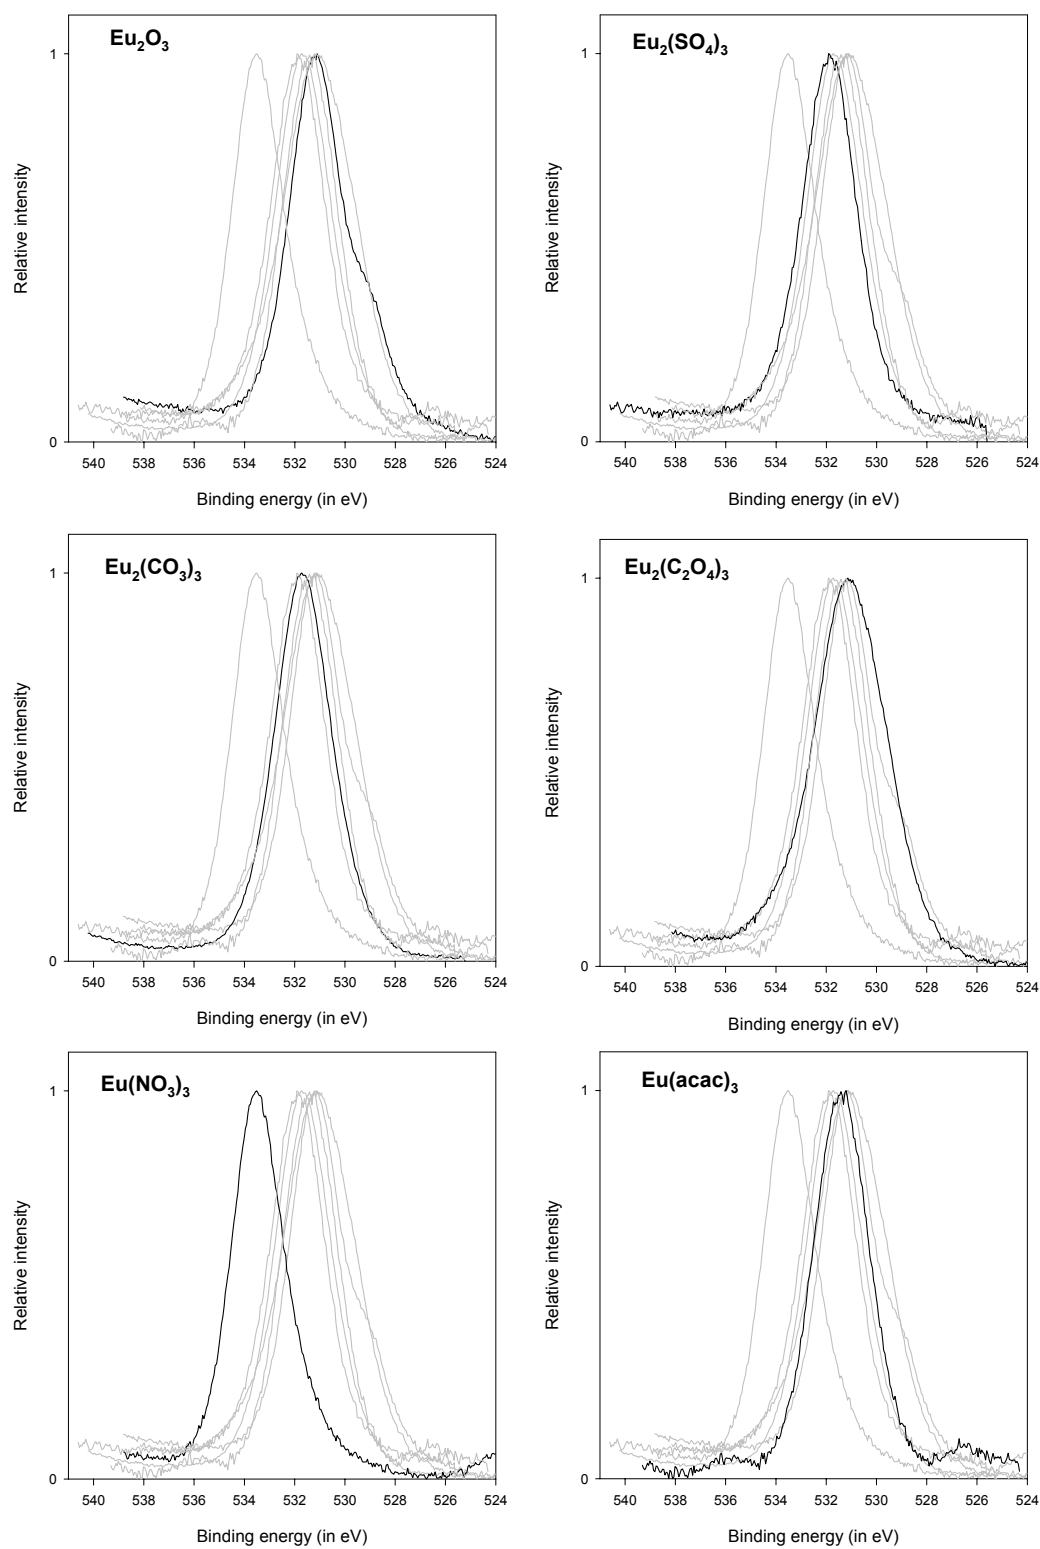 Eu₂O₃
1
Relative intensity
0
540 538 536 534 532 530 528 526 524
Binding energy (in eV)
Eu₂(SO₄)₃
1
Relative intensity
0
540 538 536 534 532 530 528 526 524
Binding energy (in eV)
Eu₂(CO₃)₃
1
Relative intensity
0
540 538 536 534 532 530 528 526 524
Binding energy (in eV)
Eu₂(C₂O₄)₃
1
Relative intensity
0
540 538 536 534 532 530 528 526 524
Binding energy (in eV)
Eu(NO₃)₃
1
Relative intensity
0
540 538 536 534 532 530 528 526 524
Binding energy (in eV)
Eu(acac)₃
1
Relative intensity
0
540 538 536 534 532 530 528 526 524
Binding energy (in eV)